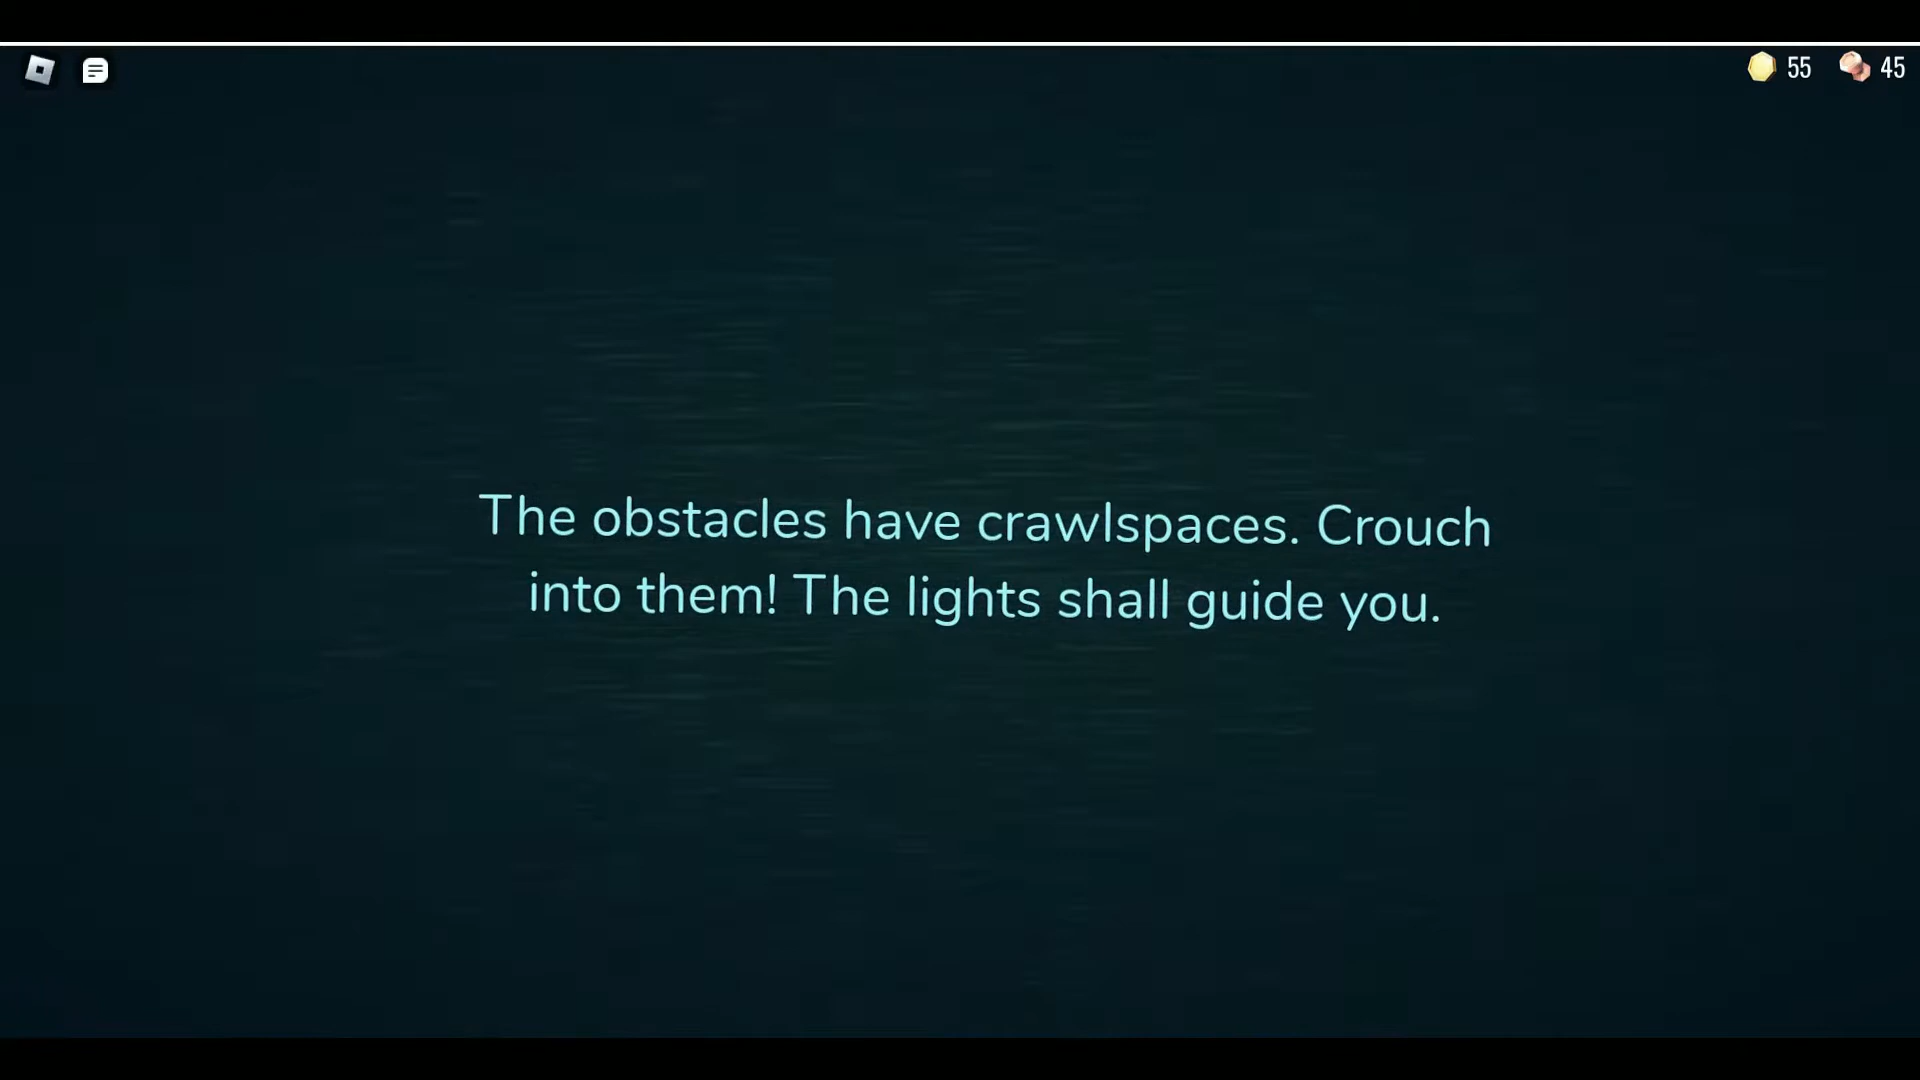 55 45
The obstacles have crawlspaces. Crouch
into them! The lights shall guide you.